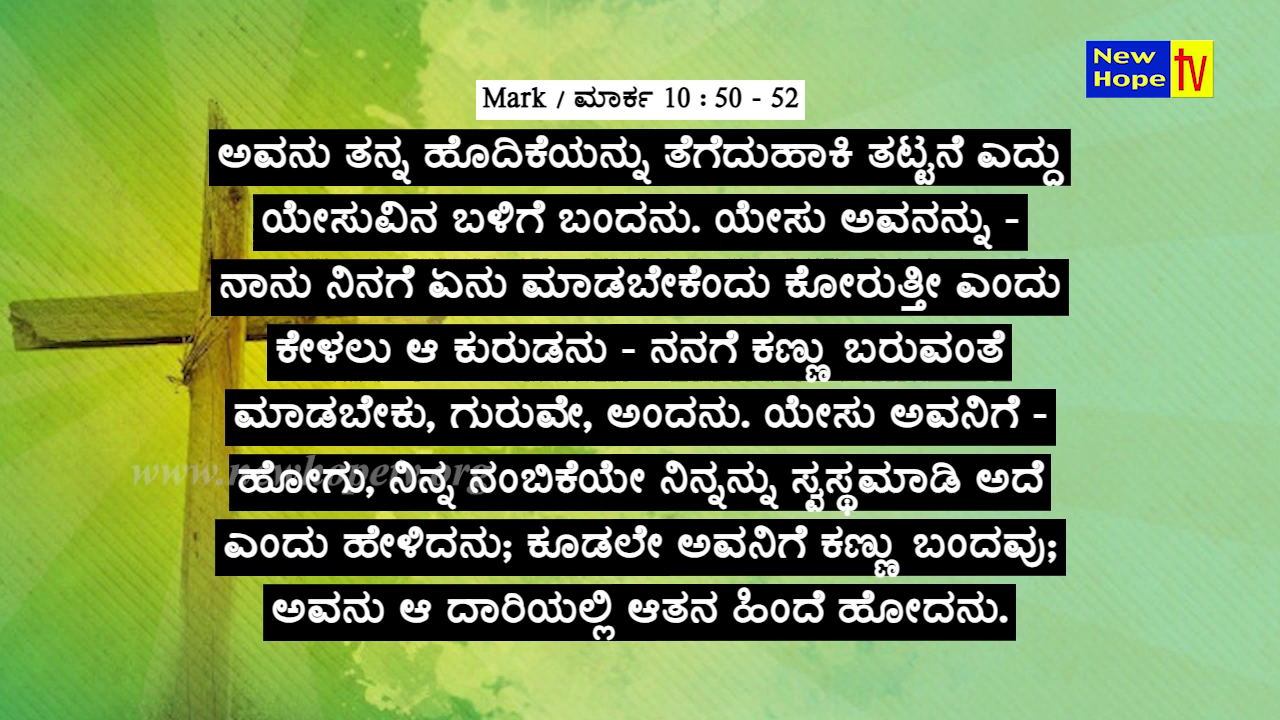 New Hope tv
Mark / ಮಾರ್ಕ 10 : 50 - 52
ಅವನು ತನ್ನ ಹೊದಿಕೆಯನ್ನು ತೆಗೆದುಹಾಕಿ ತಟ್ಟನೆ ಎದ್ದು
ಯೇಸುವಿನ ಬಳಿಗೆ ಬಂದನು. ಯೇಸು ಅವನನ್ನು -
ನಾನು ನಿನಗೆ ಏನು ಮಾಡಬೇಕೆಂದು ಕೋರುತ್ತೀ ಎಂದು
ಕೇಳಲು ಆ ಕುರುಡನು - ನನಗೆ ಕಣ್ಣು ಬರುವಂತೆ
ಮಾಡಬೇಕು, ಗುರುವೇ, ಅಂದನು. ಯೇಸು ಅವನಿಗೆ -
ಹೋಗು, ನಿನ್ನ ನಂಬಿಕೆಯೇ ನಿನ್ನನ್ನು ಸ್ವಸ್ಥಮಾಡಿ ಅದೆ
ಎಂದು ಹೇಳಿದನು; ಕೂಡಲೇ ಅವನಿಗೆ ಕಣ್ಣು ಬಂದವು;
ಅವನು ಆ ದಾರಿಯಲ್ಲಿ ಆತನ ಹಿಂದೆ ಹೋದನು.